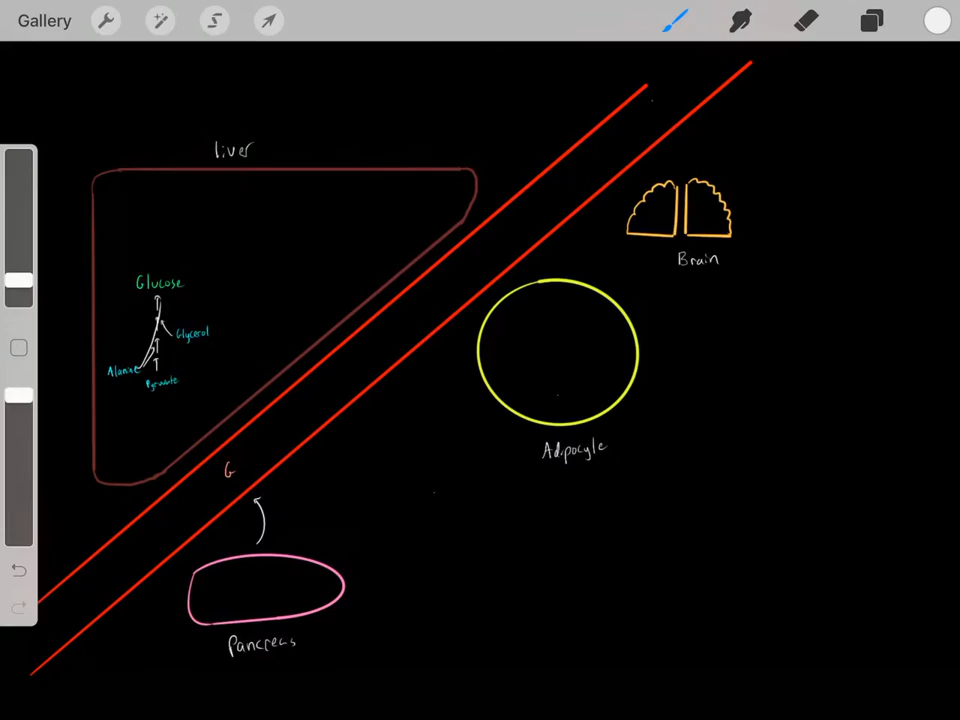 Gallery
liver
Brain
Glucose
Glycerol
Alanine
Pyruvate
Adipocyte
G
Pancreas